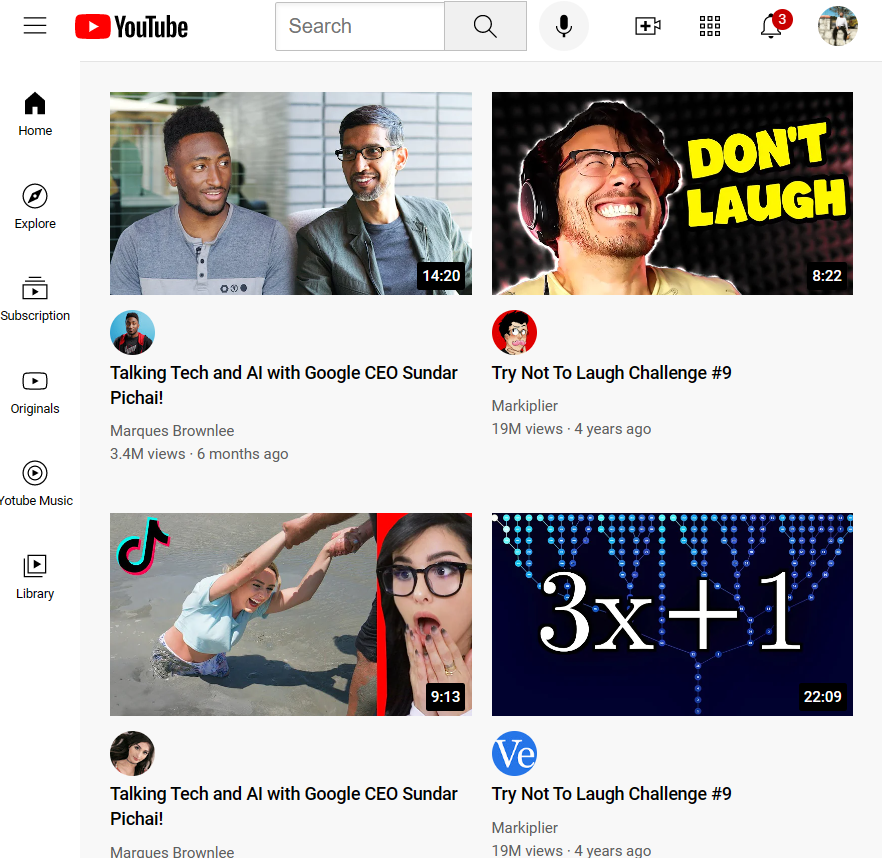 YouTube
Search
3
Home
Explore
Subscription
Originals
Yotube Music
Library
14:20
DON'T
LAUGH
8:22
Talking Tech and AI with Google CEO Sundar
Pichai!
Marques Brownlee
3.4M views · 6 months ago
Try Not To Laugh Challenge #9
Markiplier
19M views · 4 years ago
9:13
3x+1
22:09
Ve
Talking Tech and AI with Google CEO Sundar
Pichai!
Marques Brownlee
Try Not To Laugh Challenge #9
Markiplier
19M views · 4 years ago